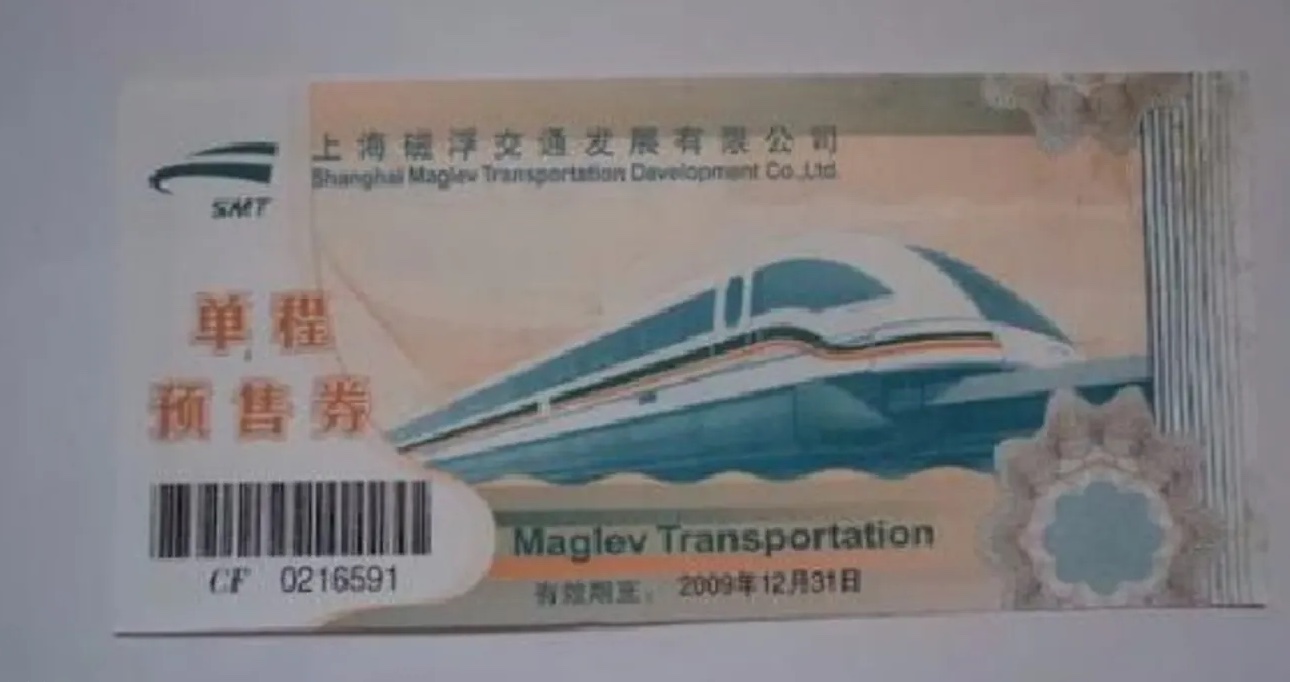 上海磁浮交通发展有限公司
Shanghai Maglev Transportation Development Co.,Ltd.
SMT
单程
预售券
CF 0216591
Maglev Transportation
有效期至：2009年12月31日